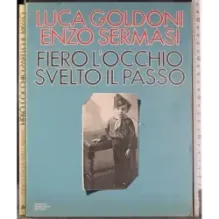 LUCA GOLDONI
ENZO SERMASI
FIERO L'OCCHIO
SVELTO IL PASSO